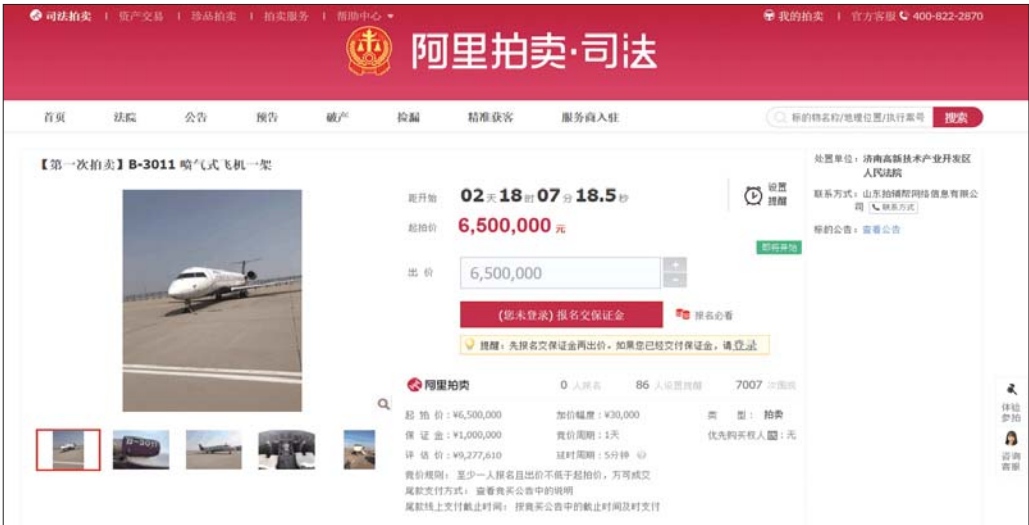 司法拍卖 | 资产交易 | 珍品拍卖 | 拍卖服务 | 帮助中心
我的拍卖 | 官方客服 400-822-2870
阿里拍卖·司法
首页 法院 公告 预告 破产 捡漏 精准获客 服务商入驻
标的物名称/地理位置/执行案号 搜索
【第一次拍卖】B-3011 喷气式飞机一架
距开始 02天18时07分18.5秒
设置提醒
起拍价 6,500,000 元
即将开始
出 价 6,500,000 + -
(您未登录)报名交保证金
报名必看
提醒：先报名交保证金再出价。如果您已经交付保证金，请登录
阿里拍卖 0 人报名 86 人设置提醒 7007 次围观
起 拍 价：¥6,500,000 加价幅度：¥30,000 类 型： 拍卖
保 证 金：¥1,000,000 竞价周期：1天 优先购买权人：无
评 估 价：¥9,277,610 延时周期：5分钟
竞价规则： 至少一人报名且出价不低于起拍价，方可成交
尾款支付方式： 查看竞买公告中的说明
尾款线上支付截止时间： 按竞买公告中的截止时间及时支付
处置单位：济南高新技术产业开发区
人民法院
联系方式：山东拍辅帮网络信息有限公
司 联系方式
标的公告：查看公告
体验
参拍
咨询
客服
B-3011